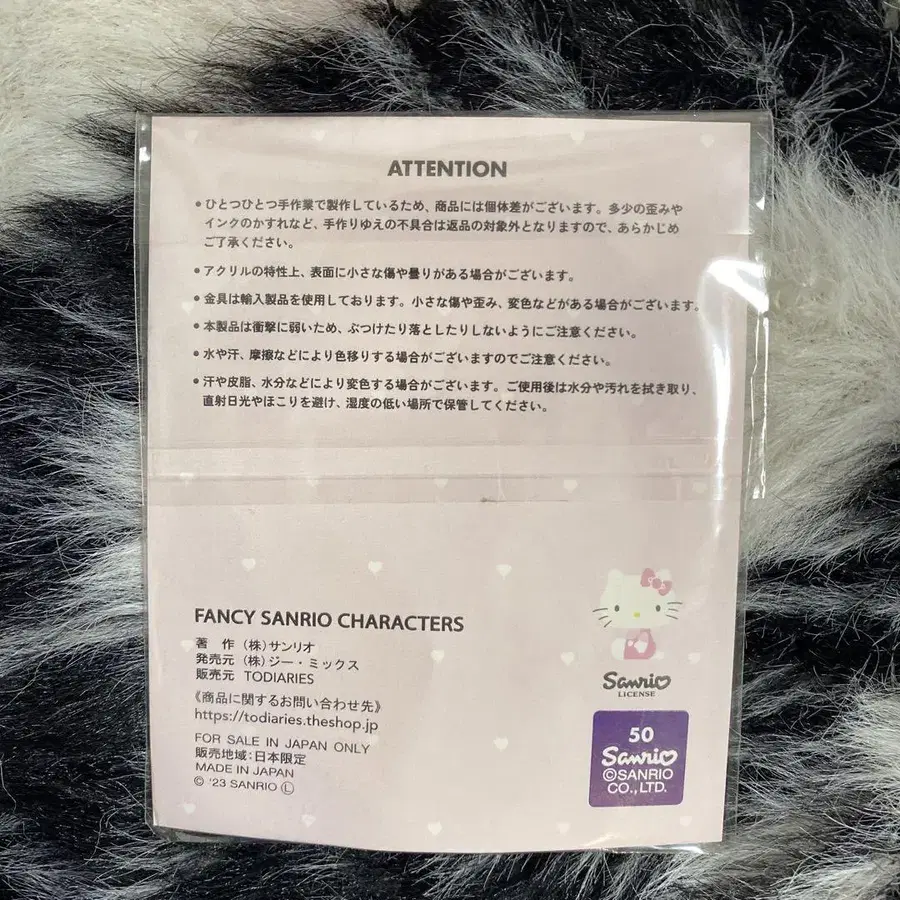 ATTENTION
• ひとつひとつ手作業で製作しているため、商品には個体差がございます。多少の歪みや
インクのかすれなど、手作りゆえの不具合は返品の対象外となりますので、あらかじめ
ご了承ください。
• アクリルの特性上、表面に小さな傷や曇りがある場合がございます。
• 金具は輸入製品を使用しております。小さな傷や歪み、変色などがある場合がございます。
• 本製品は衝撃に弱いため、ぶつけたり落としたりしないようにご注意ください。
• 水や汗、摩擦などにより色移りする場合がございますのでご注意ください。
• 汗や皮脂、水分などにより変色する場合がございます。ご使用後は水分や汚れを拭き取り、
直射日光やほこりを避け、湿度の低い場所で保管してください。
FANCY SANRIO CHARACTERS
著 作 (株)サンリオ
発売元 (株)ジー・ミックス
販売元 TODIARIES
《商品に関するお問い合わせ先》
https://todiaries.theshop.jp
FOR SALE IN JAPAN ONLY
販売地域:日本限定
MADE IN JAPAN
© '23 SANRIO Ⓛ
Sanrio
LICENSE
50
Sanrio
©SANRIO
CO.,LTD.